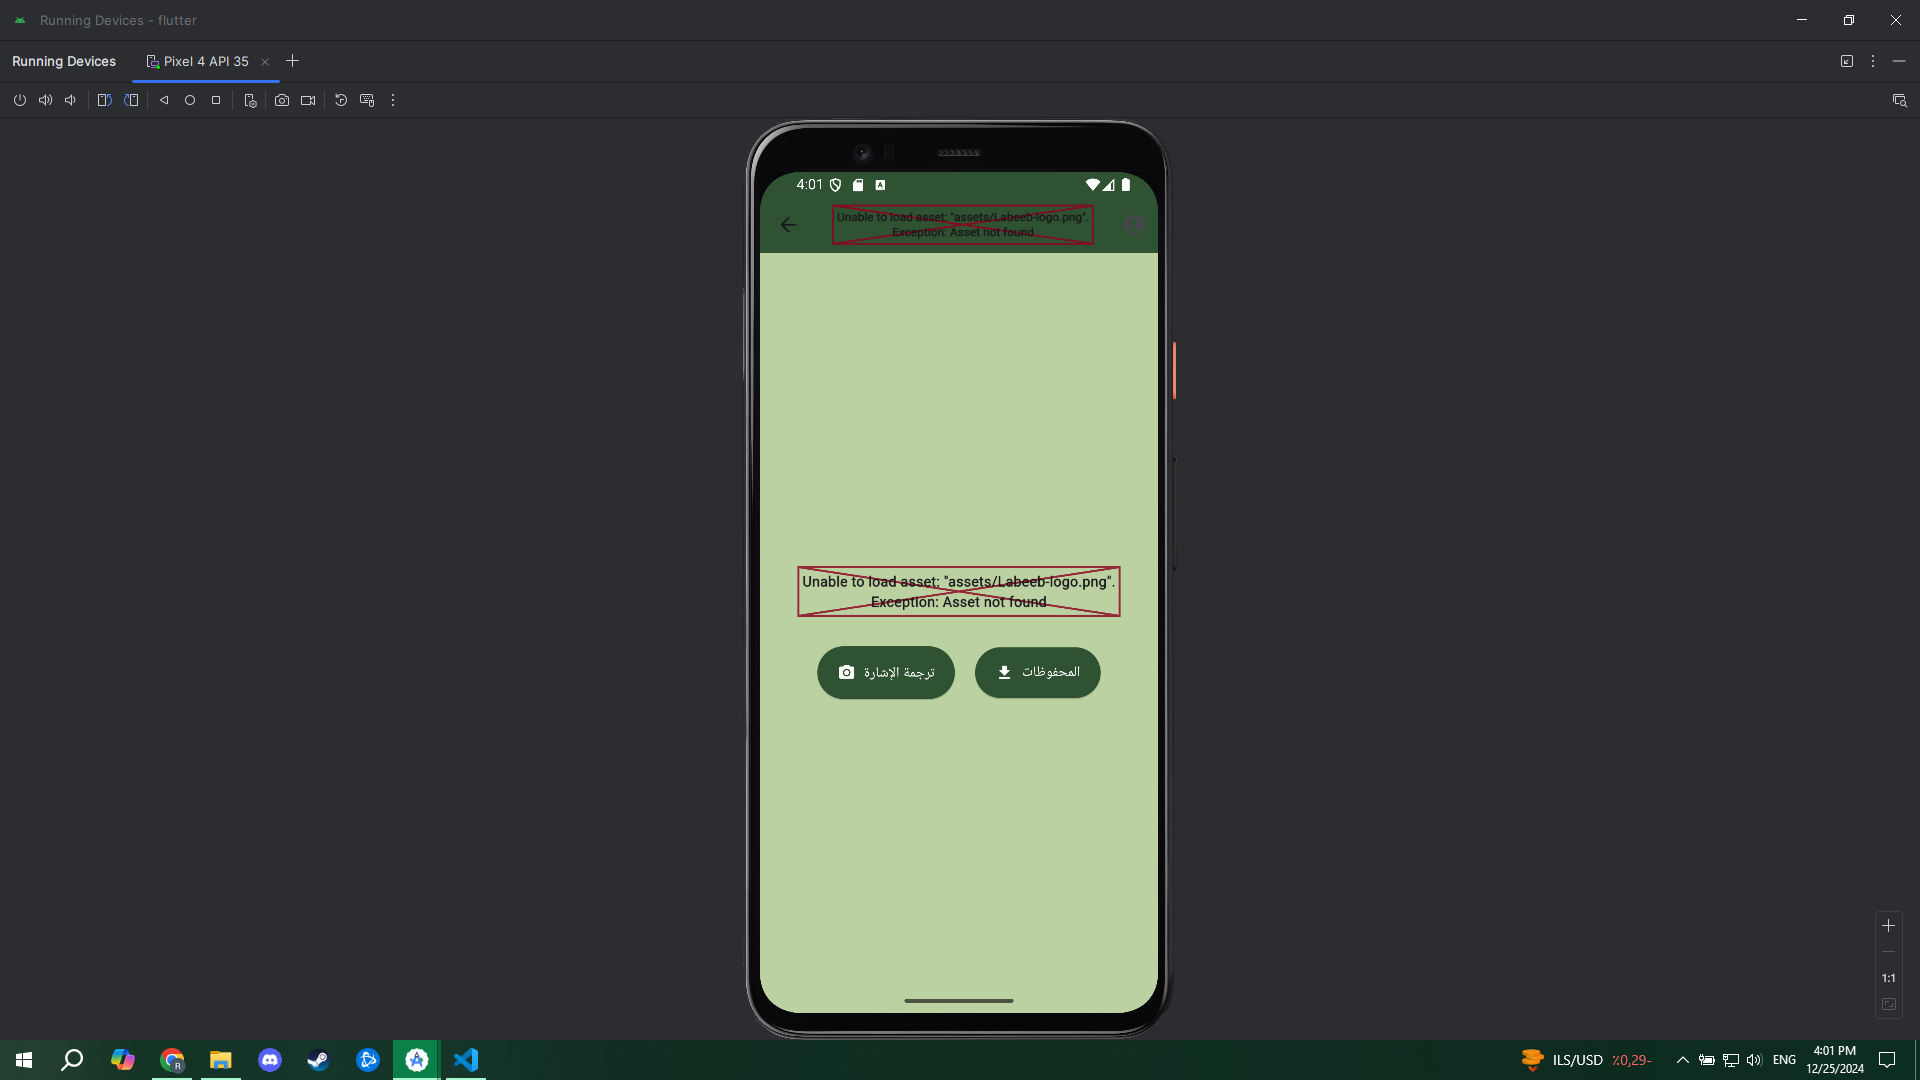 Running Devices - flutter
Running Devices
Pixel 4 API 35
4:01
Unable to load asset: "assets/Labeeb-logo.png".
Exception: Asset not found
Unable to load asset: "assets/Labeeb-logo.png".
Exception: Asset not found
ترجمة الإشارة
المحفوظات
1:1
ILS/USD ٪0,29-
ENG
4:01 PM
12/25/2024